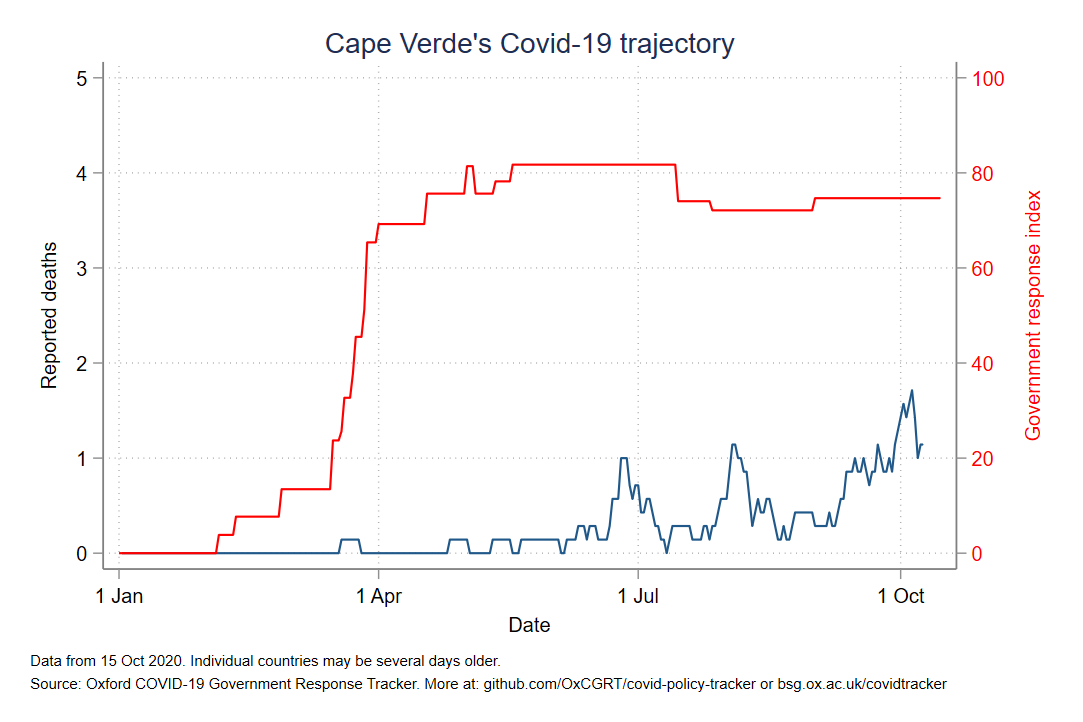 Cape Verde's Covid-19 trajectory
5
4
3
2
1
0
Reported deaths
100
80
60
40
20
0
Government response index
1 Jan
1 Apr
1 Jul
1 Oct
Date
Data from 15 Oct 2020. Individual countries may be several days older.
Source: Oxford COVID-19 Government Response Tracker. More at: github.com/OxCGRT/covid-policy-tracker or bsg.ox.ac.uk/covidtracker